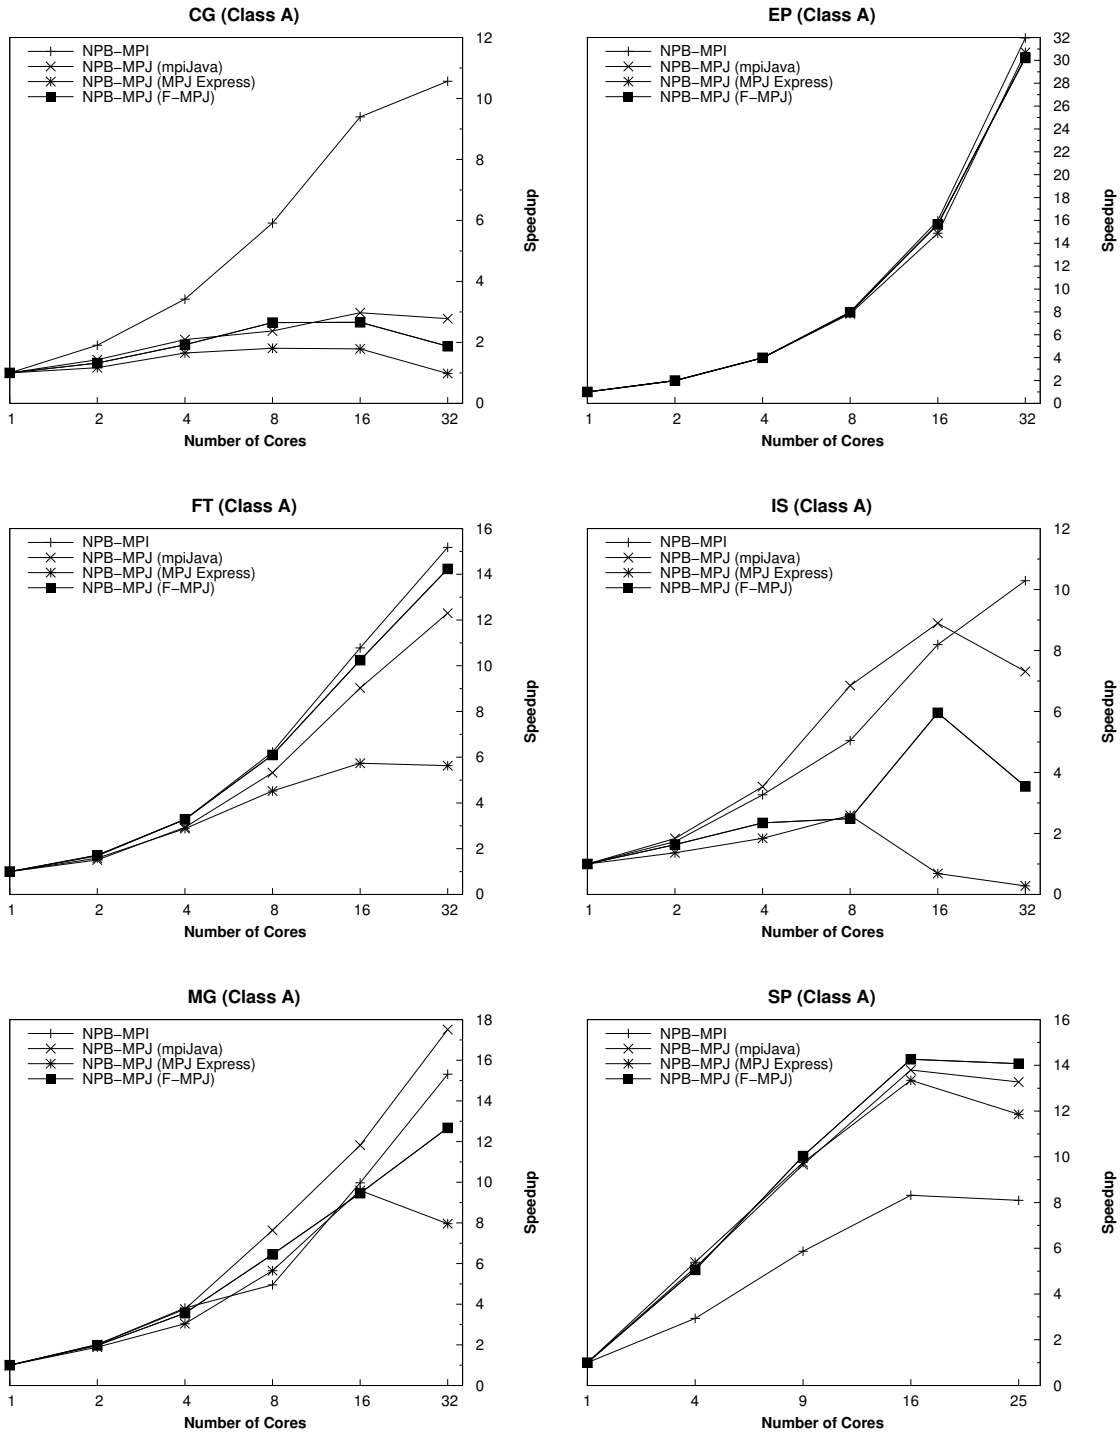 CG (Class A)
NPB−MPI
NPB−MPJ (mpiJava)
NPB−MPJ (MPJ Express)
NPB−MPJ (F−MPJ)
12
10
8
6
4
2
0
Speedup
1 2 4 8 16 32
Number of Cores
EP (Class A)
NPB−MPI
NPB−MPJ (mpiJava)
NPB−MPJ (MPJ Express)
NPB−MPJ (F−MPJ)
32
30
28
26
24
22
20
18
16
14
12
10
8
6
4
2
0
Speedup
1 2 4 8 16 32
Number of Cores
FT (Class A)
NPB−MPI
NPB−MPJ (mpiJava)
NPB−MPJ (MPJ Express)
NPB−MPJ (F−MPJ)
16
14
12
10
8
6
4
2
0
Speedup
1 2 4 8 16 32
Number of Cores
IS (Class A)
NPB−MPI
NPB−MPJ (mpiJava)
NPB−MPJ (MPJ Express)
NPB−MPJ (F−MPJ)
12
10
8
6
4
2
0
Speedup
1 2 4 8 16 32
Number of Cores
MG (Class A)
NPB−MPI
NPB−MPJ (mpiJava)
NPB−MPJ (MPJ Express)
NPB−MPJ (F−MPJ)
18
16
14
12
10
8
6
4
2
0
Speedup
1 2 4 8 16 32
Number of Cores
SP (Class A)
NPB−MPI
NPB−MPJ (mpiJava)
NPB−MPJ (MPJ Express)
NPB−MPJ (F−MPJ)
16
14
12
10
8
6
4
2
0
Speedup
1 4 9 16 25
Number of Cores